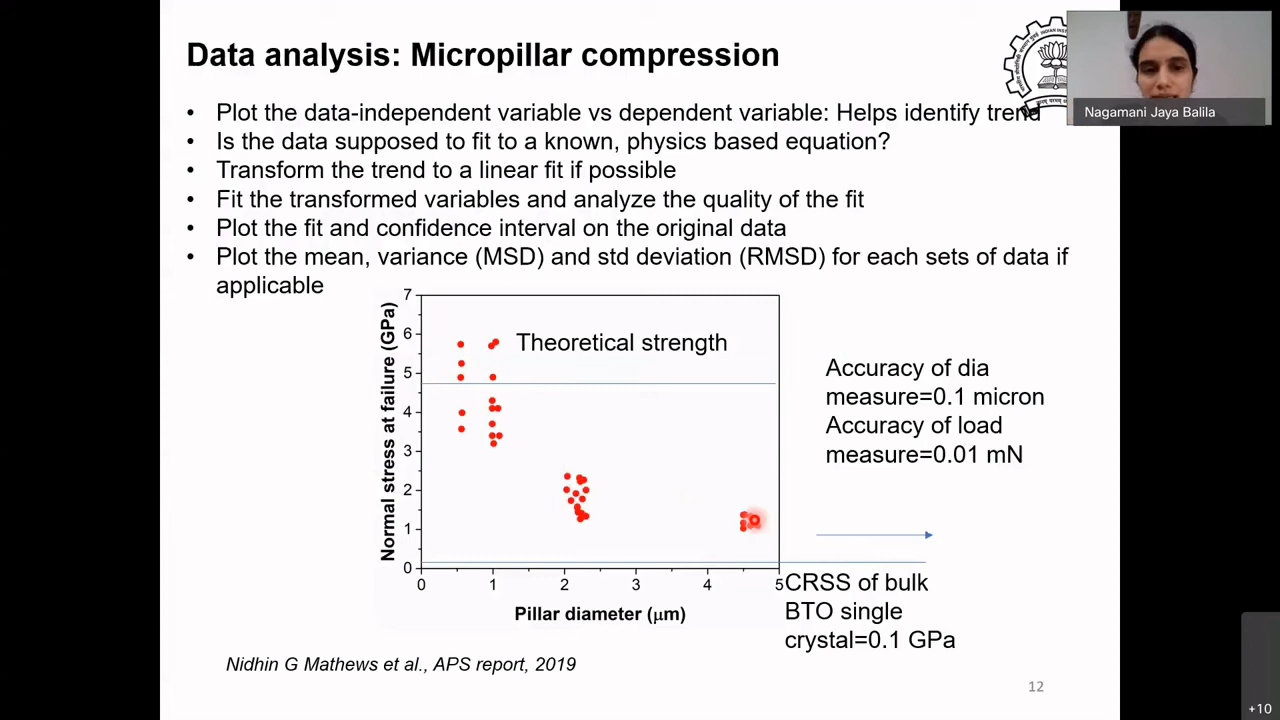 Data analysis: Micropillar compression
Nagamani Jaya Balila
• Plot the data-independent variable vs dependent variable: Helps identify trend
• Is the data supposed to fit to a known, physics based equation?
• Transform the trend to a linear fit if possible
• Fit the transformed variables and analyze the quality of the fit
• Plot the fit and confidence interval on the original data
• Plot the mean, variance (MSD) and std deviation (RMSD) for each sets of data if
applicable
Normal stress at failure (GPa)
7
6
5
4
3
2
1
0
Theoretical strength
0 1 2 3 4 5
Pillar diameter (μm)
Accuracy of dia
measure=0.1 micron
Accuracy of load
measure=0.01 mN
CRSS of bulk
BTO single
crystal=0.1 GPa
Nidhin G Mathews et al., APS report, 2019
12
+10